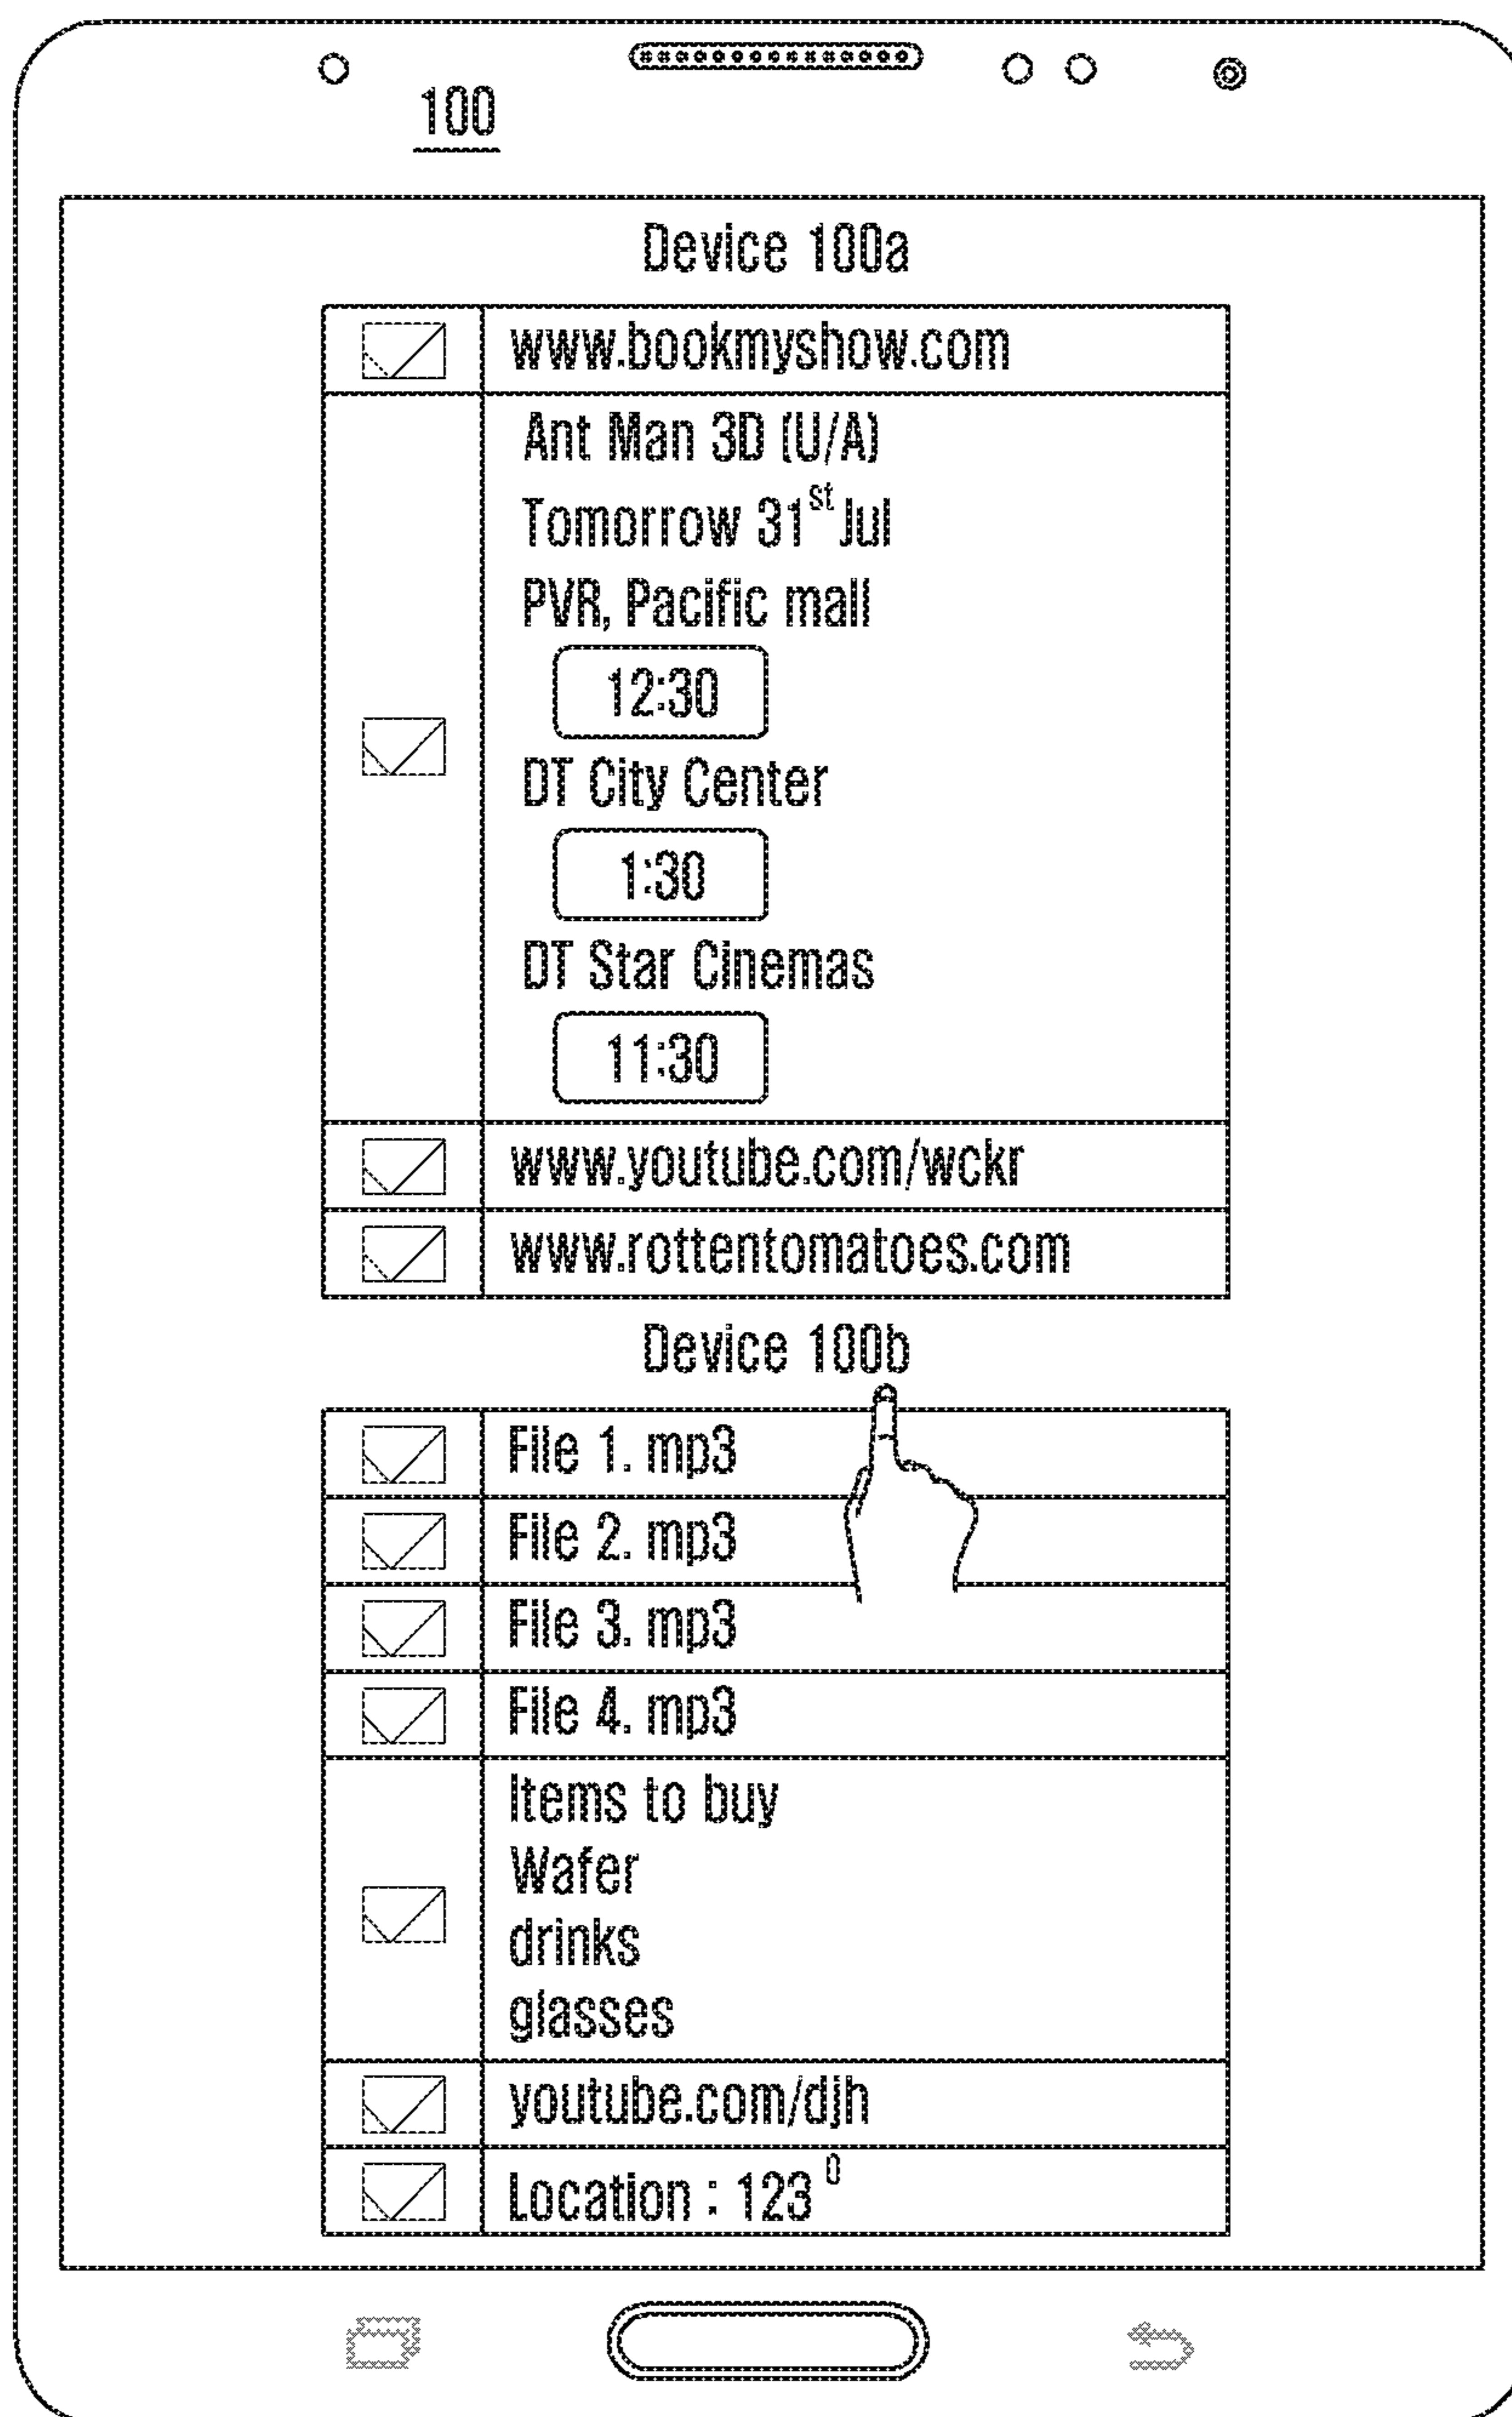 100
Device 100a
www.bookmyshow.com
Ant Man 3D (U/A)
Tomorrow 31st Jul
PVR, Pacific mall
12:30
DT City Center
1:30
DT Star Cinemas
11:30
www.youtube.com/wckr
www.rottentomatoes.com
Device 100b
File 1. mp3
File 2. mp3
File 3. mp3
File 4. mp3
Items to buy
Wafer
drinks
glasses
youtube.com/djh
Location : 123⁰